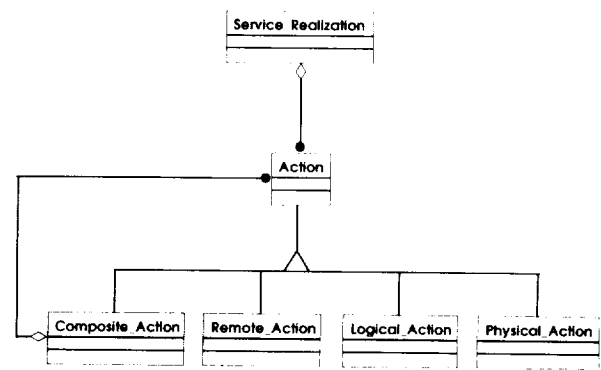 Service_Realization
Action
Composite_Action
Remote_Action
Logical_Action
Physical_Action